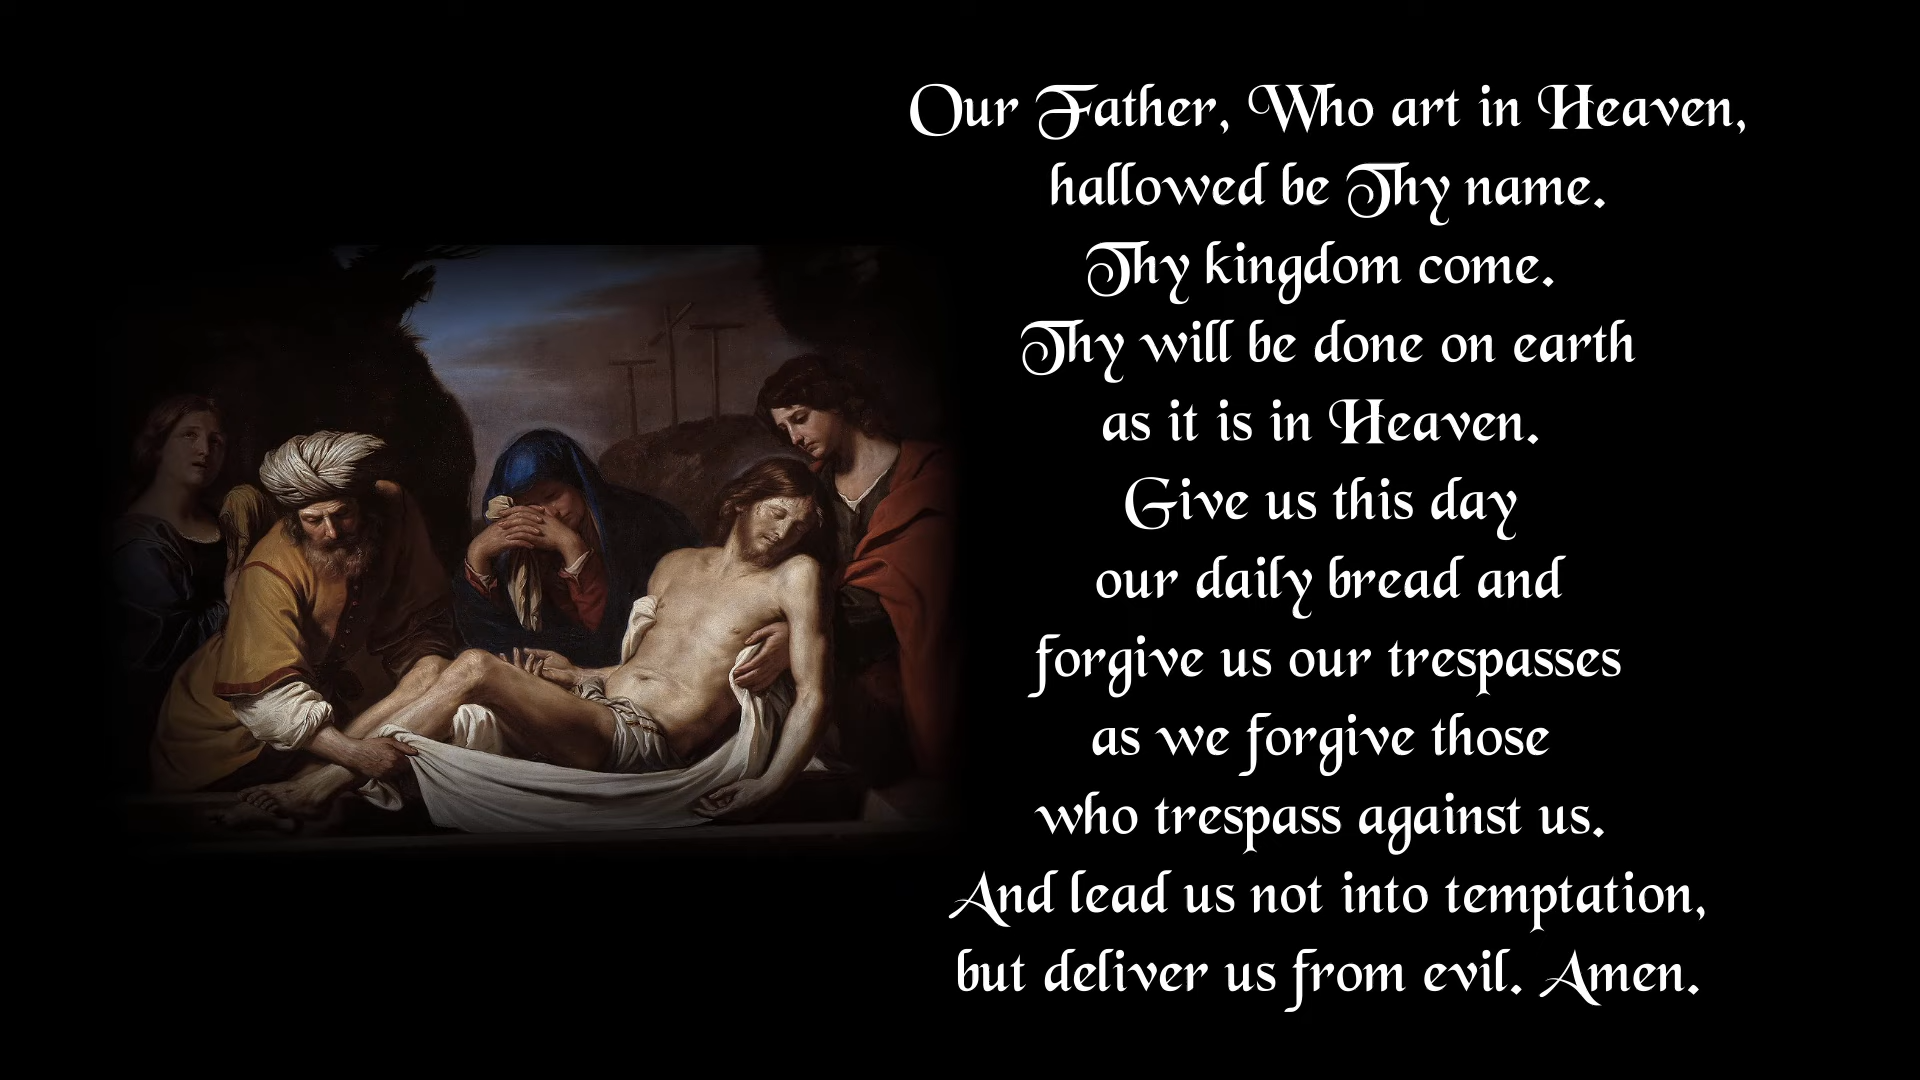 Our Father, Who art in Heaven,
hallowed be Thy name.
Thy kingdom come.
Thy will be done on earth
as it is in Heaven.
Give us this day
our daily bread and
forgive us our trespasses
as we forgive those
who trespass against us.
And lead us not into temptation,
but deliver us from evil. Amen.